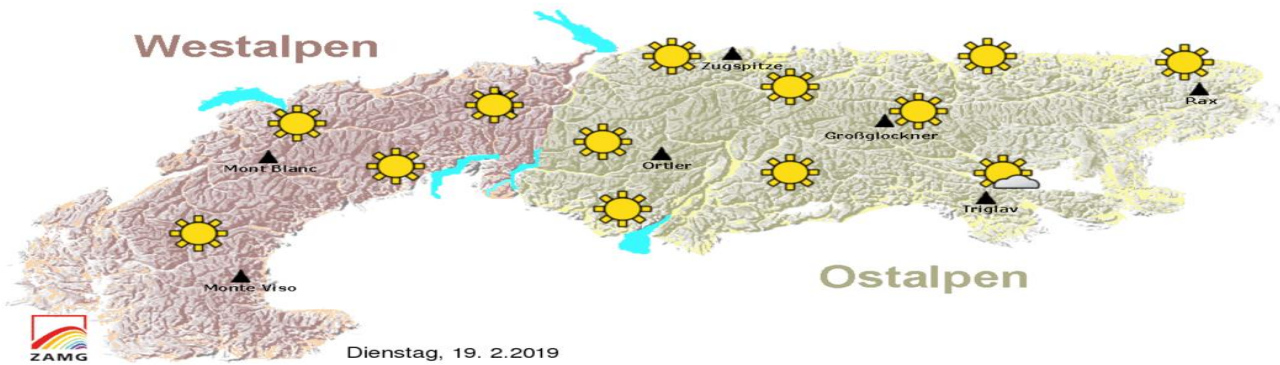 Westalpen
Zugspitze
Rax
Großglockner
Mont Blanc
Ortler
Triglav
Ostalpen
Monte Viso
ZAMG
Dienstag, 19. 2.2019